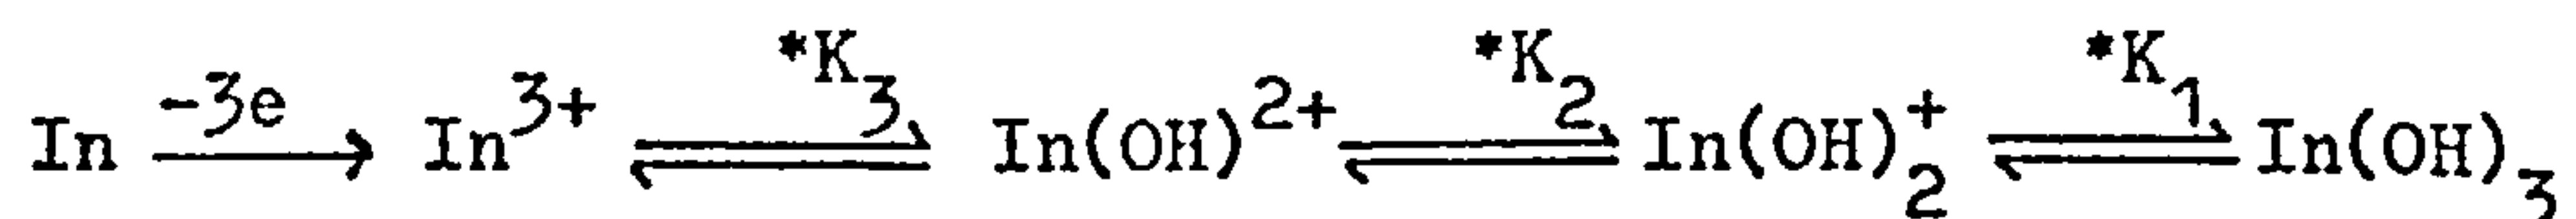 In -3e → In³⁺ *K₃ ⇌ In(OH)²⁺ *K₂ ⇌ In(OH)₂⁺ *K₁ ⇌ In(OH)₃